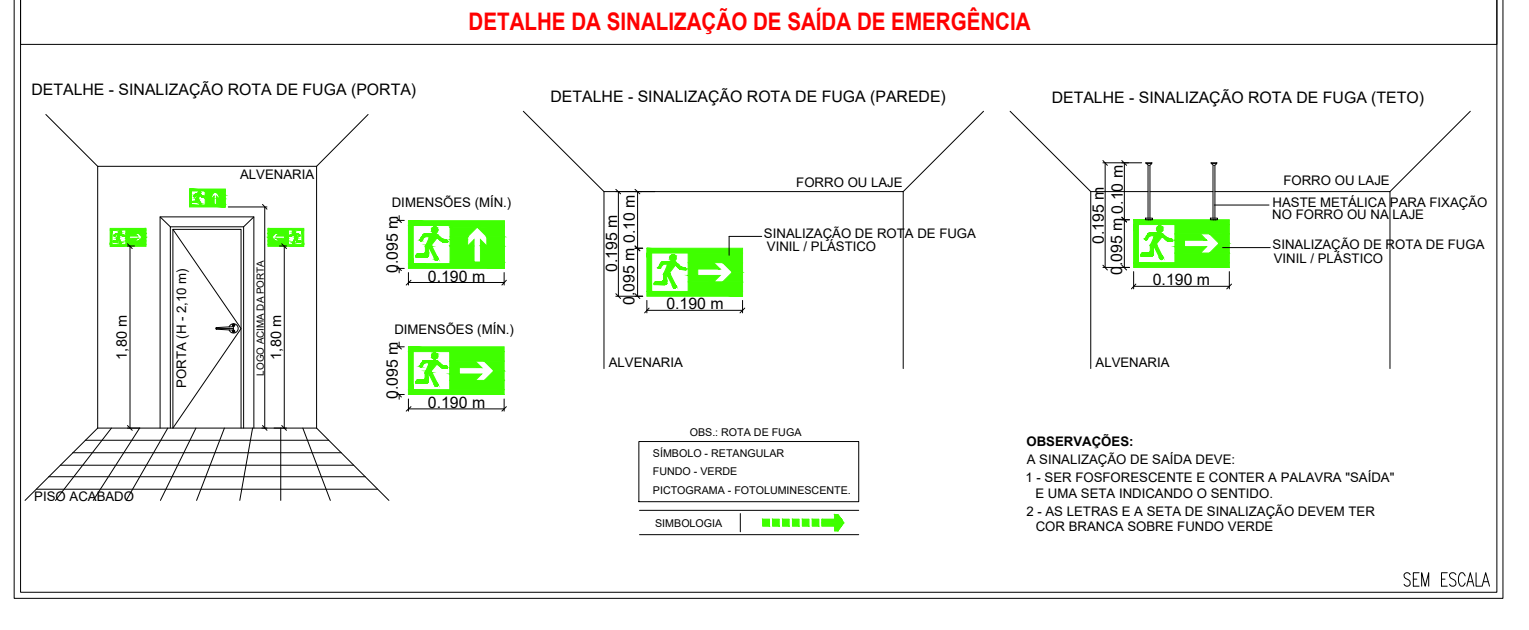 DETALHE DA SINALIZAÇÃO DE SAÍDA DE EMERGÊNCIA
DETALHE - SINALIZAÇÃO ROTA DE FUGA (PORTA)
ALVENARIA
1,80 m
PORTA (H - 2,10 m)
LOGO ACIMA DA PORTA
1,80 m
PISO ACABADO
DIMENSÕES (MÍN.)
0.095 m
0.190 m
DIMENSÕES (MÍN.)
0.095 m
0.190 m
DETALHE - SINALIZAÇÃO ROTA DE FUGA (PAREDE)
FORRO OU LAJE
0.195 m
0.10 m
0.095 m
SINALIZAÇÃO DE ROTA DE FUGA
VINIL / PLÁSTICO
0.190 m
ALVENARIA
DETALHE - SINALIZAÇÃO ROTA DE FUGA (TETO)
FORRO OU LAJE
0.195 m
0.10 m
0.095 m
HASTE METÁLICA PARA FIXAÇÃO
NO FORRO OU NA LAJE
SINALIZAÇÃO DE ROTA DE FUGA
VINIL / PLÁSTICO
0.190 m
ALVENARIA
OBS.: ROTA DE FUGA
SÍMBOLO - RETANGULAR
FUNDO - VERDE
PICTOGRAMA - FOTOLUMINESCENTE.
SIMBOLOGIA
OBSERVAÇÕES:
A SINALIZAÇÃO DE SAÍDA DEVE:
1 - SER FOSFORESCENTE E CONTER A PALAVRA "SAÍDA"
E UMA SETA INDICANDO O SENTIDO.
2 - AS LETRAS E A SETA DE SINALIZAÇÃO DEVEM TER
COR BRANCA SOBRE FUNDO VERDE
SEM ESCALA